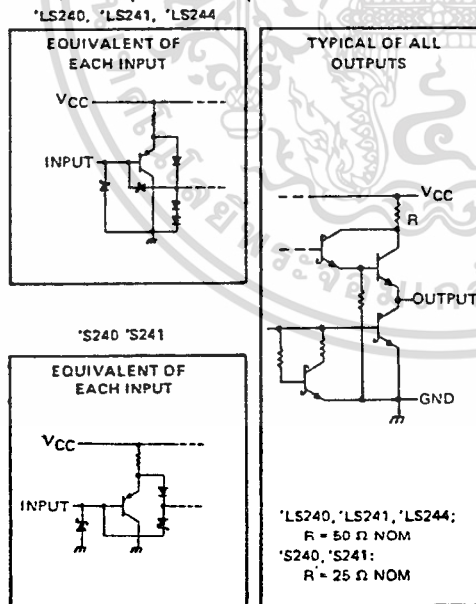 'LS240, 'LS241, 'LS244
EQUIVALENT OF
EACH INPUT
VCC
INPUT
'S240 'S241
EQUIVALENT OF
EACH INPUT
VCC
INPUT
TYPICAL OF ALL
OUTPUTS
VCC
R
OUTPUT
GND
'LS240, 'LS241, 'LS244:
R = 50 Ω NOM
'S240, 'S241:
R = 25 Ω NOM